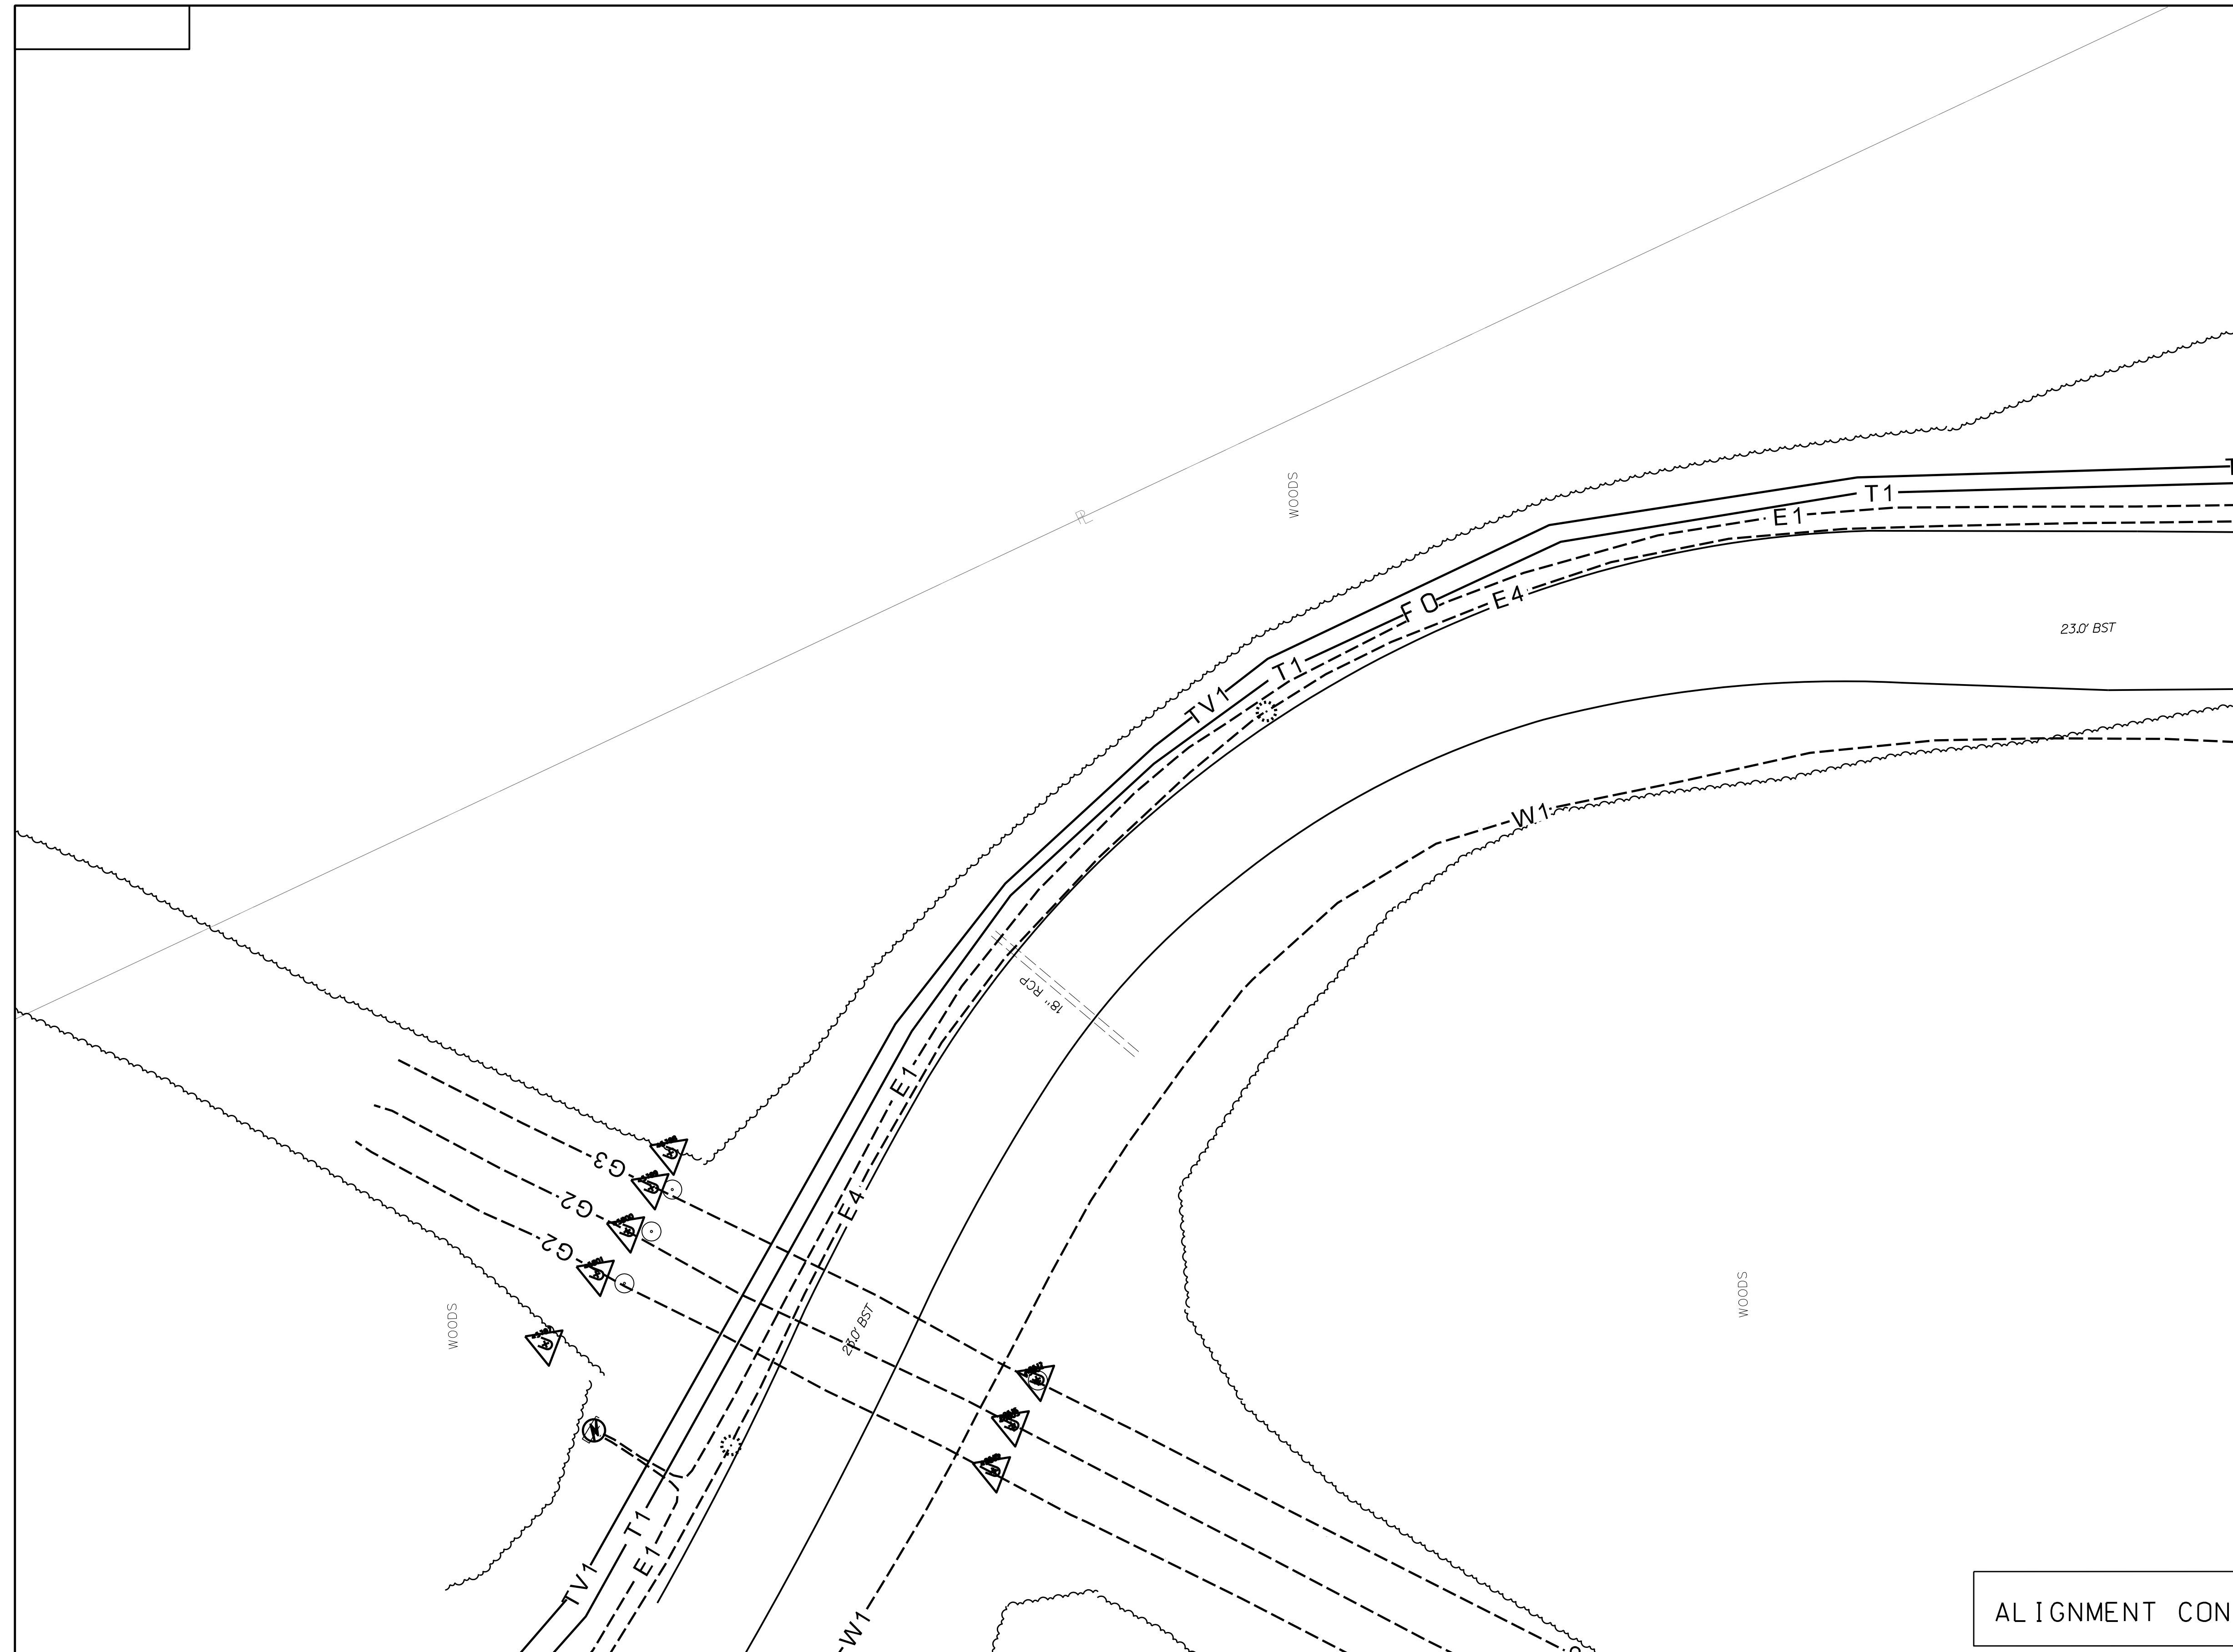 WOODS
PL
T1
E1
23.0' BST
FO
E4
T1
TV1
W1
18" RCP
E1
G3
G2
E4
G2
WOODS
WOODS
23.0' BST
T1
E1
TV1
W1
ALIGNMENT CON